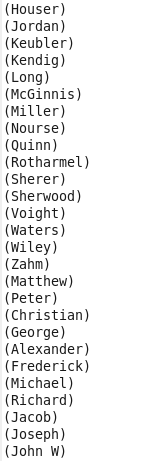 (Houser)
(Jordan)
(Keubler)
(Kendig)
(Long)
(McGinnis)
(Miller)
(Nourse)
(Quinn)
(Rotharmel)
(Sherer)
(Sherwood)
(Voight)
(Waters)
(Wiley)
(Zahm)
(Matthew)
(Peter)
(Christian)
(George)
(Alexander)
(Frederick)
(Michael)
(Richard)
(Jacob)
(Joseph)
(John W)